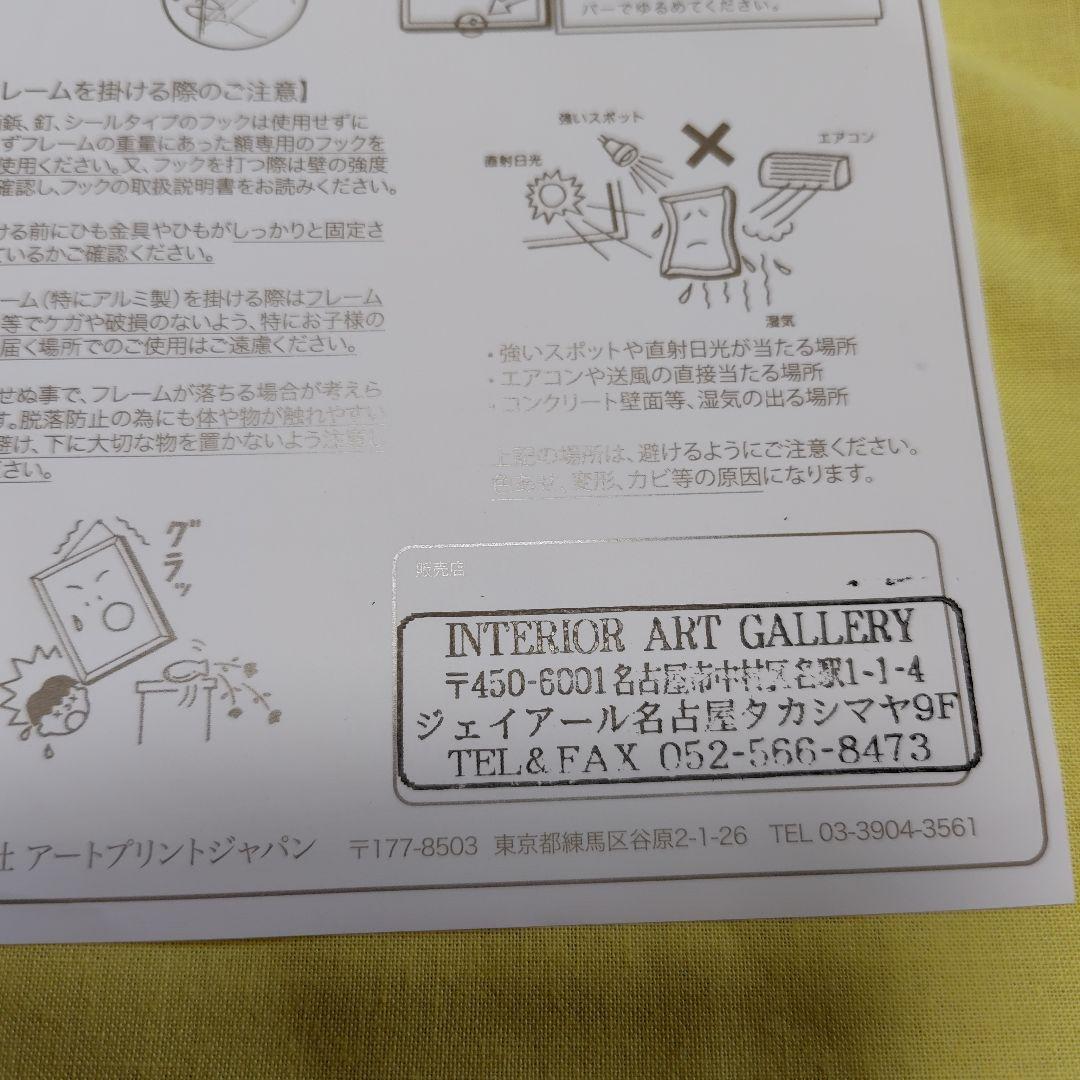 バーでゆるめてください。
レームを掛ける際のご注意】
鋲、釘、シールタイプのフックは使用せずに
ずフレームの重量にあった額専用のフックを
使用ください。又、フックを打つ際は壁の強度
確認し、フックの取扱説明書をお読みください。
ける前にひも金具やひもがしっかりと固定さ
ているかご確認ください。
ーム(特にアルミ製)を掛ける際はフレーム
等でケガや破損のないよう、特にお子様の
届く場所でのご使用はご遠慮ください。
せぬ事で、フレームが落ちる場合が考えら
す。脱落防止の為にも体や物が触れやすい
避け、下に大切な物を置かないよう注意し
ださい。
グラッ
強いスポット
エアコン
直射日光
湿気
・強いスポットや直射日光が当たる場所
・エアコンや送風の直接当たる場所
・コンクリート壁面等、湿気の出る場所
上記の場所は、避けるようにご注意ください。
色あせ、変形、カビ等の原因になります。
販売店
INTERIOR ART GALLERY
〒450-6001名古屋市中村区名駅1-1-4
ジェイアール名古屋タカシマヤ9F
TEL&FAX 052-566-8473
社 アートプリントジャパン 〒177-8503 東京都練馬区谷原2-1-26 TEL 03-3904-3561